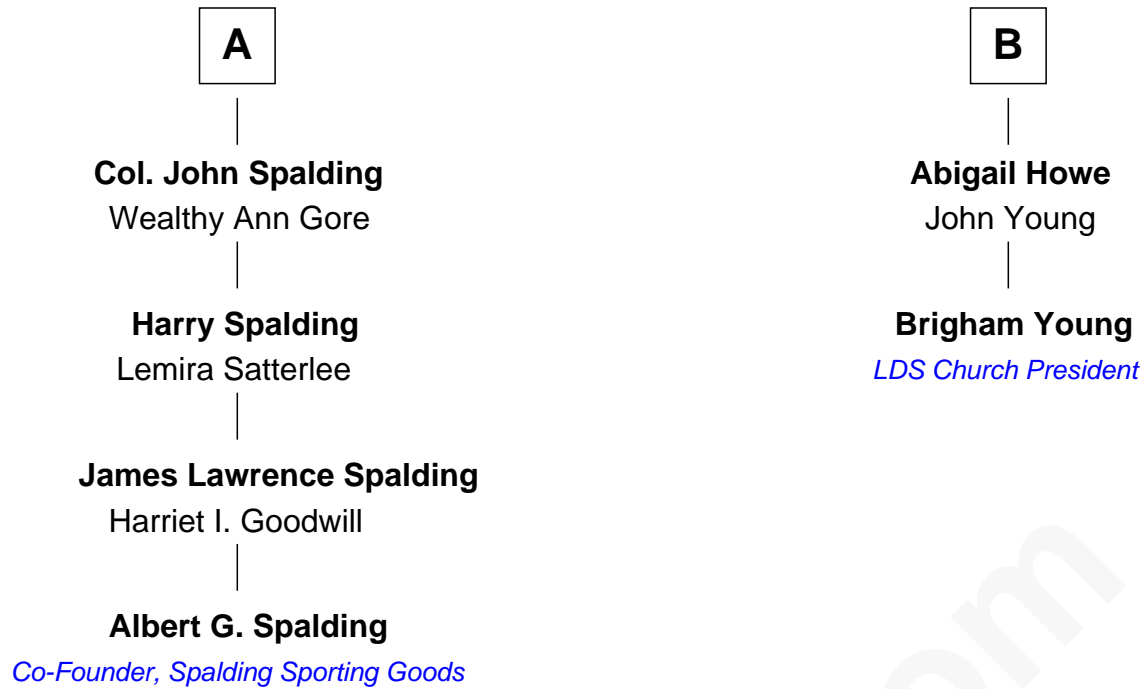 A
B
Col. John Spalding
Wealthy Ann Gore
Abigail Howe
John Young
Harry Spalding
Lemira Satterlee
Brigham Young
LDS Church President
James Lawrence Spalding
Harriet I. Goodwill
Albert G. Spalding
Co-Founder, Spalding Sporting Goods
om